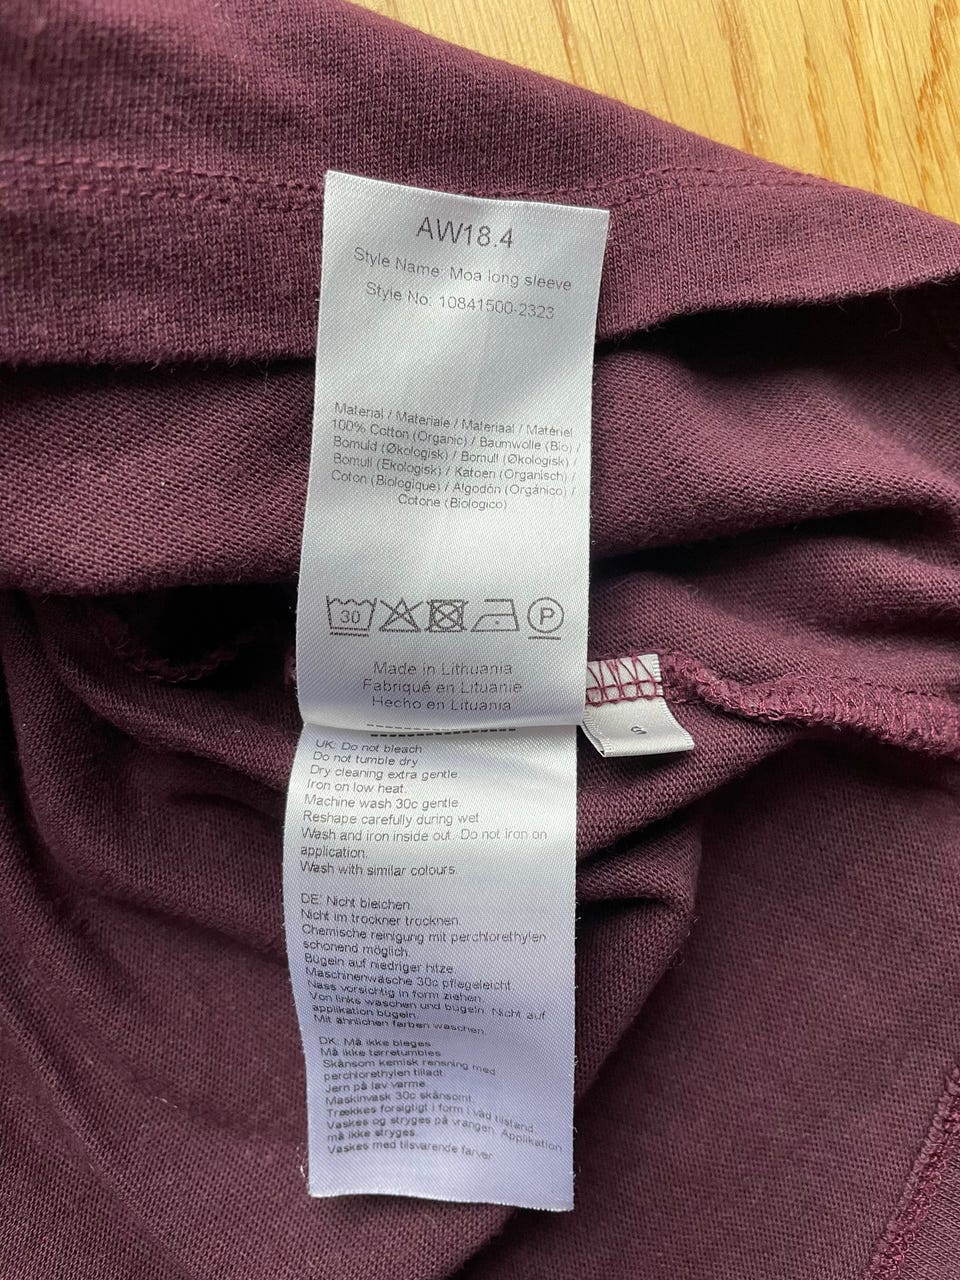 AW18.4
Style Name: Moa long sleeve
Style No: 10841500-2323
Material / Materiale / Materiaal / Matériel
100% Cotton (Organic) / Baumwolle (Bio) /
Bomuld (Økologisk) / Bomull (Økologisk) /
Bomull (Ekologisk) / Katoen (Organisch) /
Coton (Biologique) / Algodón (Orgánico) /
Cotone (Biologico)
30
P
Made in Lithuania
Fabriqué en Lituanie
Hecho en Lituania
S
UK: Do not bleach
Do not tumble dry
Dry cleaning extra gentle.
Iron on low heat.
Machine wash 30c gentle.
Reshape carefully during wet.
Wash and iron inside out. Do not iron on
application.
Wash with similar colours.
DE: Nicht bleichen
Nicht im trockner trocknen.
Chemische reinigung mit perchlorethylen
schonend möglich.
Bügeln auf niedriger hitze.
Maschinenwäsche 30c pflegeleicht
Nass vorsichtig in form ziehen.
Von links waschen und bügeln. Nicht auf
applikation bügeln.
Mit ähnlichen farben waschen.
DK: Må ikke bleges
Må ikke tørretumbles
Skånsom kemisk rensning med
perchlorethylen tilladt
Jern på lav varme.
Maskinvask 30c skånsomt.
Trækkes forsigtigt i form i våd tilstand.
Vaskes og stryges på vrangen. Applikation
må ikke stryges.
Vaskes med tilsvarende farver